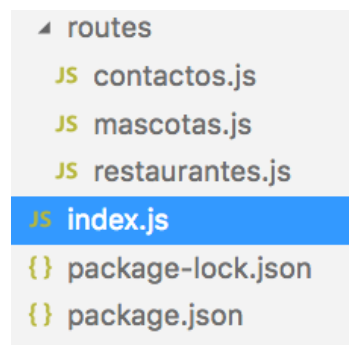 routes
JS contactos.js
JS mascotas.js
JS restaurantes.js
JS index.js
{} package-lock.json
{} package.json